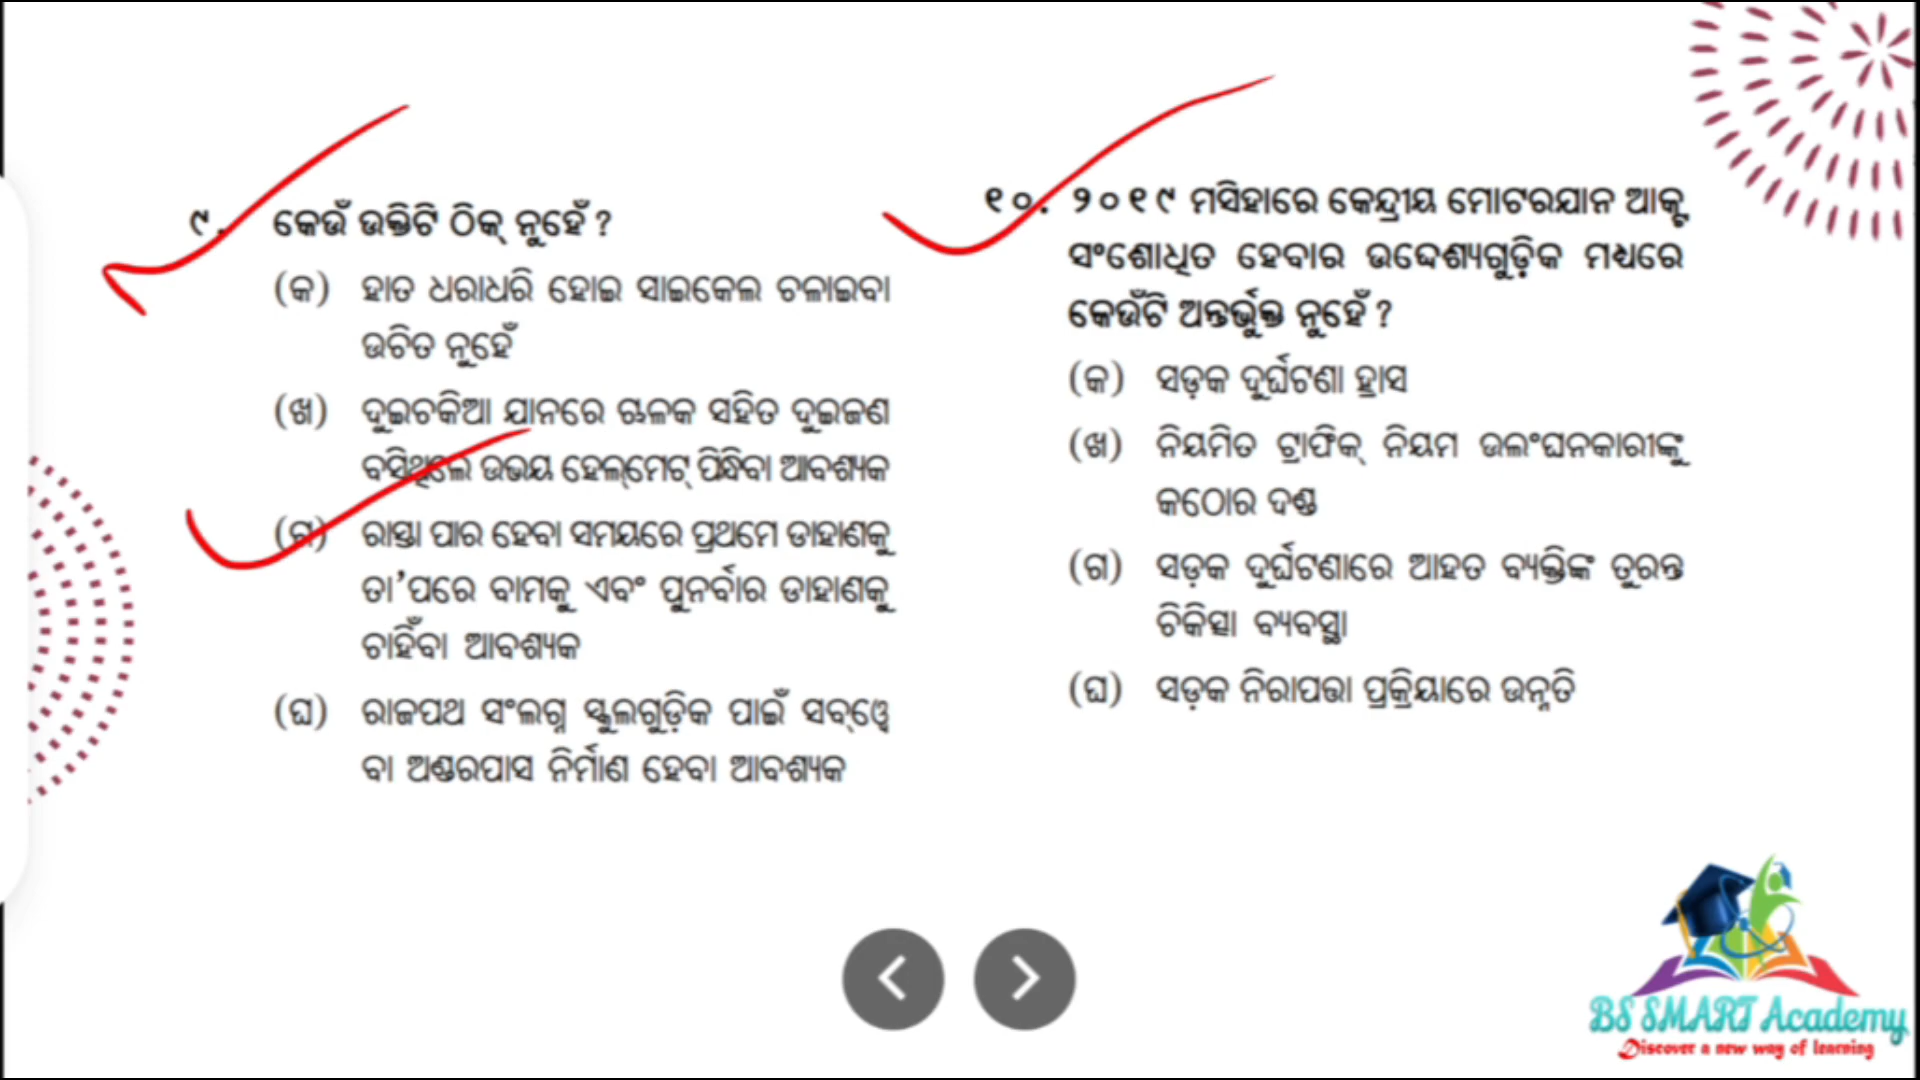 ୯. କେଉଁ ଉକ୍ତିଟି ଠିକ୍ ନୁହେଁ ?
(କ) ହାତ ଧରାଧରି ହୋଇ ସାଇକେଲ ଚଳାଇବା
ଉଚିତ ନୁହେଁ
(ଖ) ଦୁଇଚକିଆ ଯାନରେ ଚାଳକ ସହିତ ଦୁଇଜଣ
ବସିଥିଲେ ଉଭୟ ହେଲ୍‌ମେଟ୍ ପିନ୍ଧିବା ଆବଶ୍ୟକ
(ଗ) ରାସ୍ତା ପାର ହେବା ସମୟରେ ପ୍ରଥମେ ଡାହାଣକୁ
ତା'ପରେ ବାମକୁ ଏବଂ ପୁନର୍ବାର ଡାହାଣକୁ
ଚାହିଁବା ଆବଶ୍ୟକ
(ଘ) ରାଜପଥ ସଂଲଗ୍ନ ସ୍କୁଲଗୁଡ଼ିକ ପାଇଁ ସବ୍‌ୱେ
ବା ଅଣ୍ଡରପାସ ନିର୍ମାଣ ହେବା ଆବଶ୍ୟକ
୧୦. ୨୦୧୯ ମସିହାରେ କେନ୍ଦ୍ରୀୟ ମୋଟରଯାନ ଆକ୍ଟ
ସଂଶୋଧିତ ହେବାର ଉଦ୍ଦେଶ୍ୟଗୁଡ଼ିକ ମଧ୍ୟରେ
କେଉଁଟି ଅନ୍ତର୍ଭୁକ୍ତ ନୁହେଁ ?
(କ) ସଡ଼କ ଦୁର୍ଘଟଣା ହ୍ରାସ
(ଖ) ନିୟମିତ ଟ୍ରାଫିକ୍ ନିୟମ ଉଲଂଘନକାରୀଙ୍କୁ
କଠୋର ଦଣ୍ଡ
(ଗ) ସଡ଼କ ଦୁର୍ଘଟଣାରେ ଆହତ ବ୍ୟକ୍ତିଙ୍କ ତୁରନ୍ତ
ଚିକିତ୍ସା ବ୍ୟବସ୍ଥା
(ଘ) ସଡ଼କ ନିରାପତ୍ତା ପ୍ରକ୍ରିୟାରେ ଉନ୍ନତି
BS SMART Academy
Discover a new way of learning